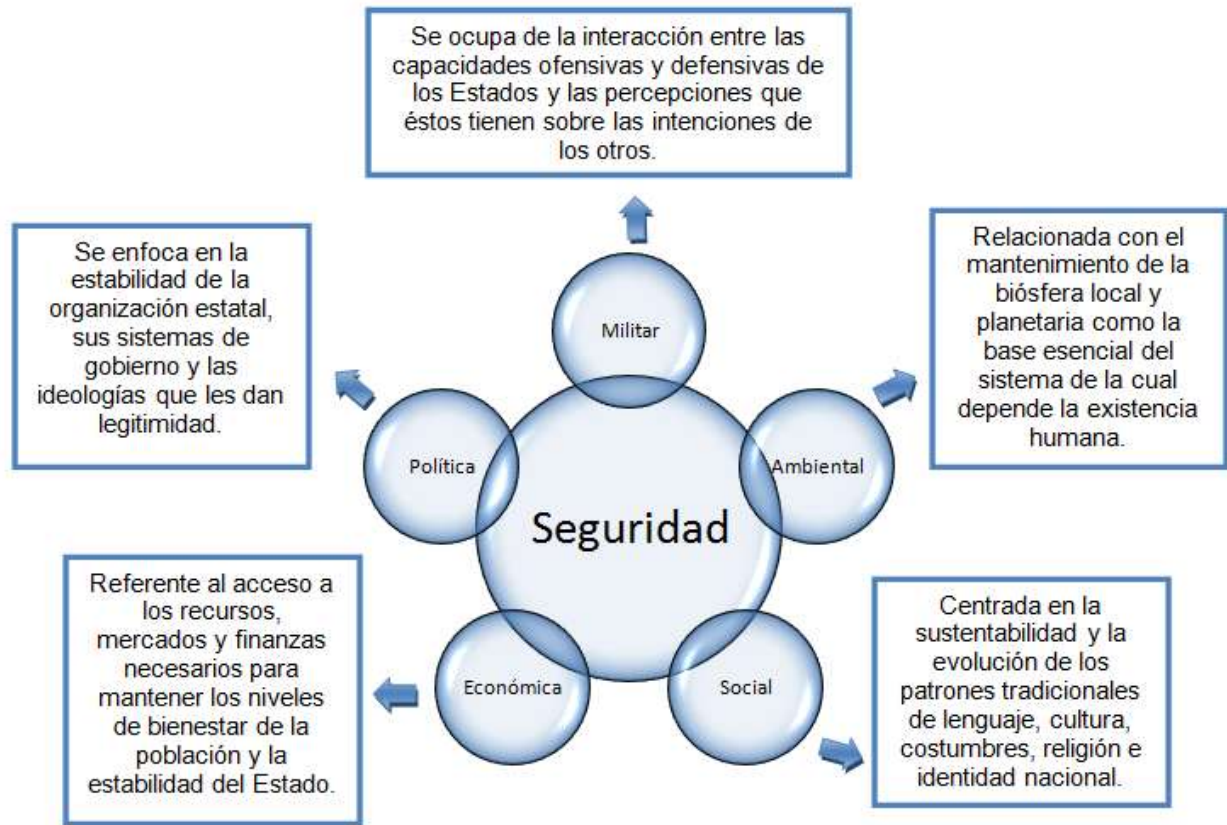 Se ocupa de la interacción entre las
capacidades ofensivas y defensivas de
los Estados y las percepciones que
éstos tienen sobre las intenciones de
los otros.
Se enfoca en la
estabilidad de la
organización estatal,
sus sistemas de
gobierno y las
ideologías que les dan
legitimidad.
Relacionada con el
mantenimiento de la
biósfera local y
planetaria como la
base esencial del
sistema de la cual
depende la existencia
humana.
Militar
Política
Ambiental
Seguridad
Económica
Social
Referente al acceso a
los recursos,
mercados y finanzas
necesarios para
mantener los niveles
de bienestar de la
población y la
estabilidad del Estado.
Centrada en la
sustentabilidad y la
evolución de los
patrones tradicionales
de lenguaje, cultura,
costumbres, religión e
identidad nacional.